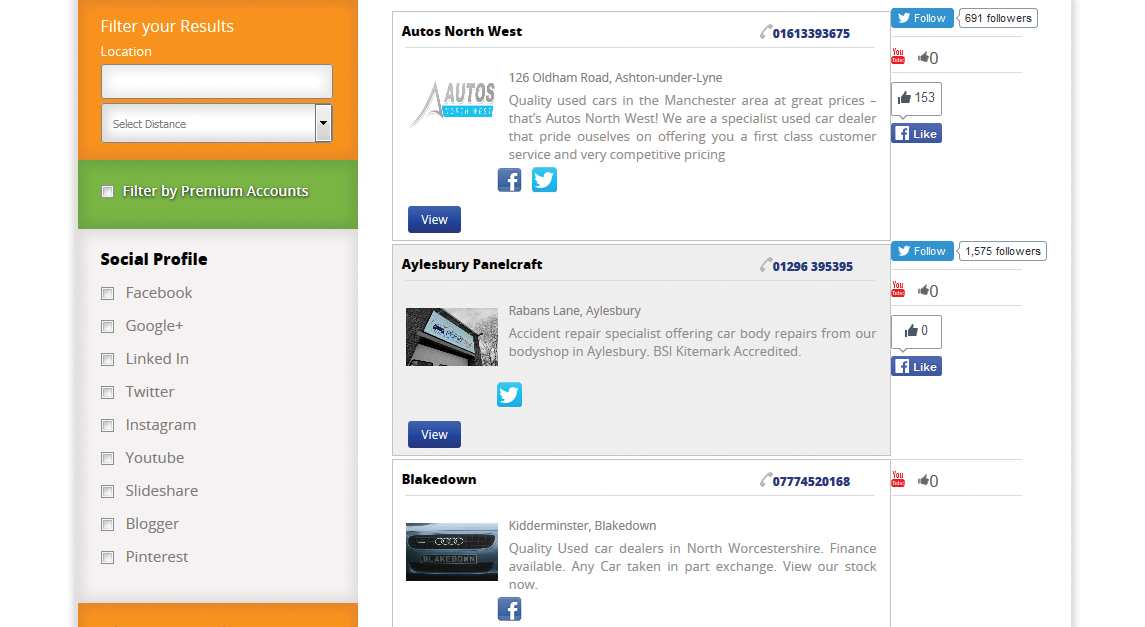 Filter your Results
Location
Select Distance
Filter by Premium Accounts
Social Profile
Facebook
Google+
Linked In
Twitter
Instagram
Youtube
Slideshare
Blogger
Pinterest
Autos North West
01613393675
AUTOS
NORTH WEST
126 Oldham Road, Ashton-under-Lyne
Quality used cars in the Manchester area at great prices –
that's Autos North West! We are a specialist used car dealer
that pride ouselves on offering you a first class customer
service and very competitive pricing
View
Follow
691 followers
You
Tube
0
153
Like
Aylesbury Panelcraft
01296 395395
Rabans Lane, Aylesbury
Accident repair specialist offering car body repairs from our
bodyshop in Aylesbury. BSI Kitemark Accredited.
View
Follow
1,575 followers
You
Tube
0
0
Like
Blakedown
07774520168
BLAKEDOWN
Kidderminster, Blakedown
Quality Used car dealers in North Worcestershire. Finance
available. Any Car taken in part exchange. View our stock
now.
You
Tube
0